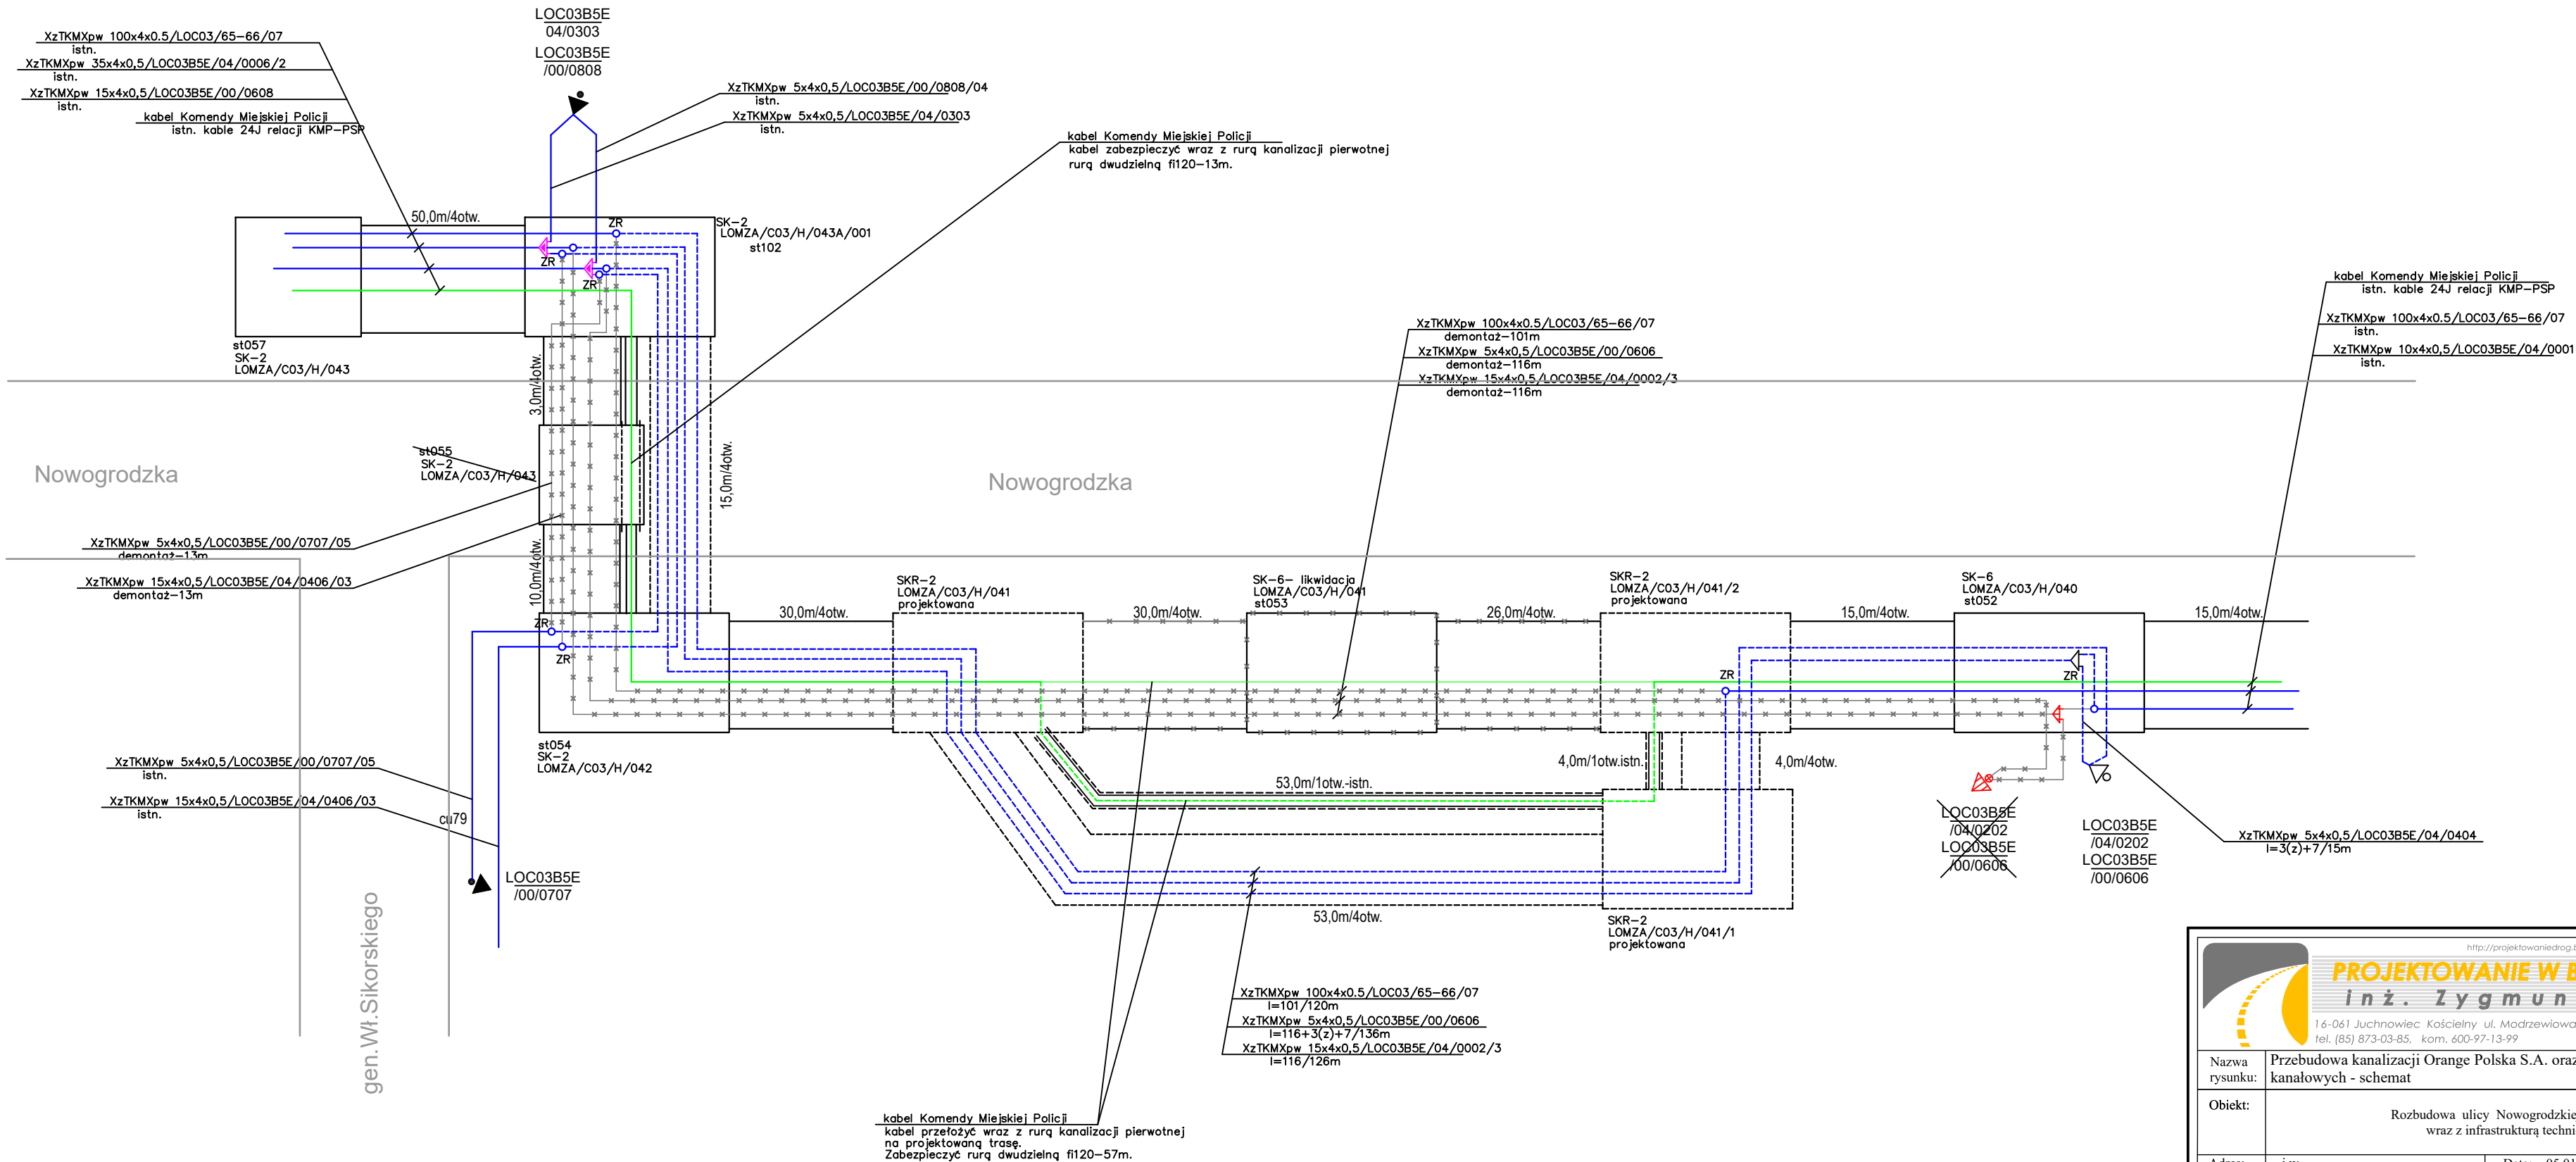 LOC03B5E
04/0303
LOC03B5E
/00/0808
XzTKMXpw 100x4x0.5/LOC03/65-66/07
istn.
XzTKMXpw 35x4x0,5/LOC03B5E/04/0006/2
istn.
XzTKMXpw 15x4x0,5/LOC03B5E/00/0608
istn.
kabel Komendy Miejskiej Policji
istn. kable 24J relacji KMP-PSP
XzTKMXpw 5x4x0,5/LOC03B5E/00/0808/04
istn.
XzTKMXpw 5x4x0,5/LOC03B5E/04/0303
istn.
kabel Komendy Miejskiej Policji
kabel zabezpieczyć wraz z rurą kanalizacji pierwotnej
rurą dwudzielną fi120-13m.
50,0m/4otw.
ZR
SK-2
LOMZA/C03/H/043A/001
st102
ZR
ZR
st057
SK-2
LOMZA/C03/H/043
3,0m/4otw.
15,0m/4otw.
kabel Komendy Miejskiej Policji
istn. kable 24J relacji KMP-PSP
XzTKMXpw 100x4x0.5/LOC03/65-66/07
istn.
XzTKMXpw 10x4x0,5/LOC03B5E/04/0001
istn.
XzTKMXpw 100x4x0.5/LOC03/65-66/07
demontaż-101m
XzTKMXpw 5x4x0,5/LOC03B5E/00/0606
demontaż-116m
XzTKMXpw 15x4x0,5/LOC03B5E/04/0002/3
demontaż-116m
st055
SK-2
LOMZA/C03/H/043
Nowogrodzka
Nowogrodzka
XzTKMXpw 5x4x0,5/LOC03B5E/00/0707/05
demontaż-13m
XzTKMXpw 15x4x0,5/LOC03B5E/04/0406/03
demontaż-13m
10,0m/4otw.
ZR
ZR
30,0m/4otw.
SKR-2
LOMZA/C03/H/041
projektowana
30,0m/4otw.
SK-6- likwidacja
LOMZA/C03/H/041
st053
26,0m/4otw.
SKR-2
LOMZA/C03/H/041/2
projektowana
15,0m/4otw.
SK-6
LOMZA/C03/H/040
st052
15,0m/4otw.
ZR
ZR
st054
SK-2
LOMZA/C03/H/042
XzTKMXpw 5x4x0,5/LOC03B5E/00/0707/05
istn.
XzTKMXpw 15x4x0,5/LOC03B5E/04/0406/03
istn.
cu79
LOC03B5E
/00/0707
53,0m/1otw.-istn.
4,0m/1otw.istn.
4,0m/4otw.
53,0m/4otw.
SKR-2
LOMZA/C03/H/041/1
projektowana
LOC03B5E
/04/0202
LOC03B5E
/00/0606
LOC03B5E
/04/0202
LOC03B5E
/00/0606
XzTKMXpw 5x4x0,5/LOC03B5E/04/0404
l=3(z)+7/15m
gen.Wł.Sikorskiego
XzTKMXpw 100x4x0.5/LOC03/65-66/07
l=101/120m
XzTKMXpw 5x4x0,5/LOC03B5E/00/0606
l=116+3(z)+7/136m
XzTKMXpw 15x4x0,5/LOC03B5E/04/0002/3
l=116/126m
kabel Komendy Miejskiej Policji
kabel przełożyć wraz z rurą kanalizacji pierwotnej
na projektowaną trasę.
Zabezpieczyć rurą dwudzielną fi120-57m.
http://projektowaniedrog.b
PROJEKTOWANIE W B
inż. Zygmun
16-061 Juchnowiec Kościelny ul. Modrzewiowa
tel. (85) 873-03-85, kom. 600-97-13-99
Nazwa rysunku:
Przebudowa kanalizacji Orange Polska S.A. oraz
kanałowych - schemat
Obiekt:
Rozbudowa ulicy Nowogrodzkie
wraz z infrastrukturą techni